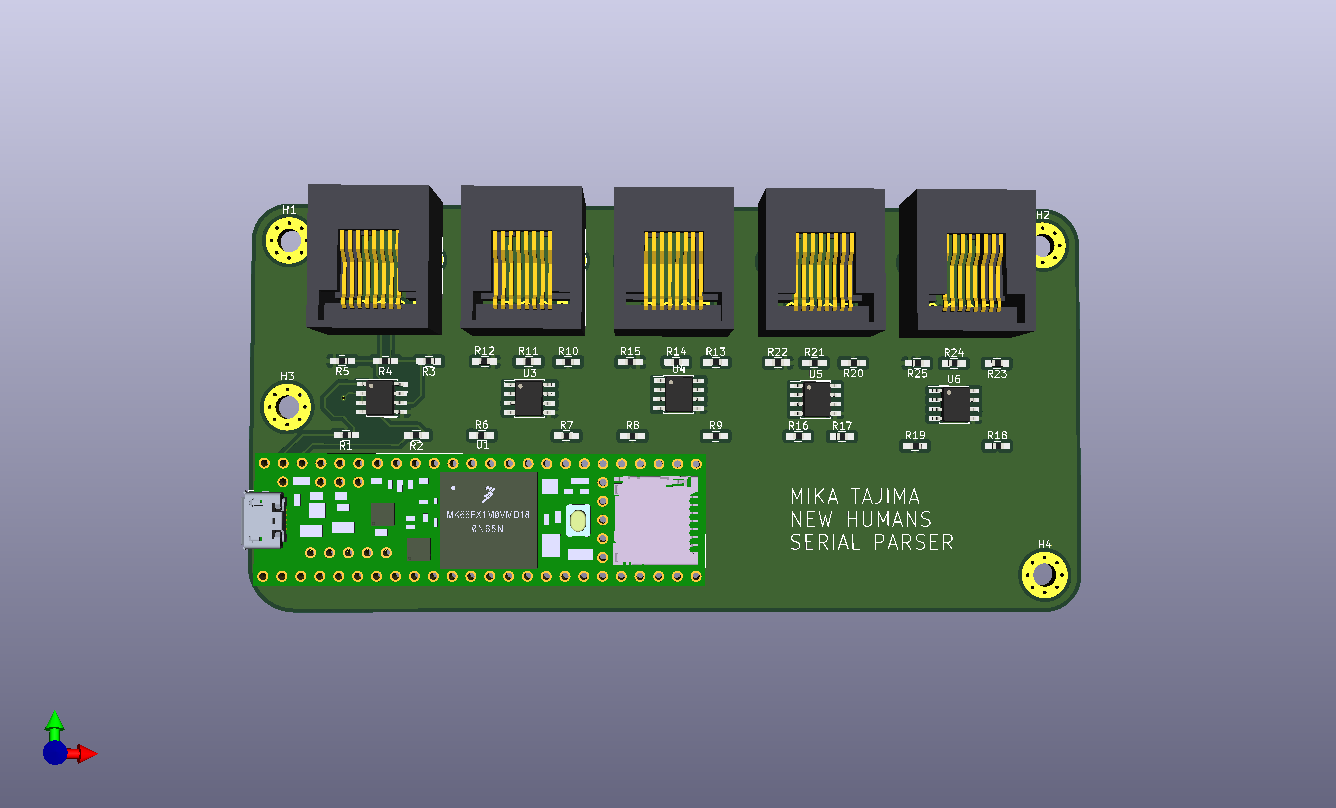 H1
H2
R5
R4
R3
R12
R11
R10
R15
R14
R13
R22
R21
R20
R25
R24
R23
H3
U3
U4
U5
U6
R1
R2
R6
U1
R7
R8
R9
R16
R17
R19
R18
MIKA TAJIMA
NEW HUMANS
SERIAL PARSER
H4